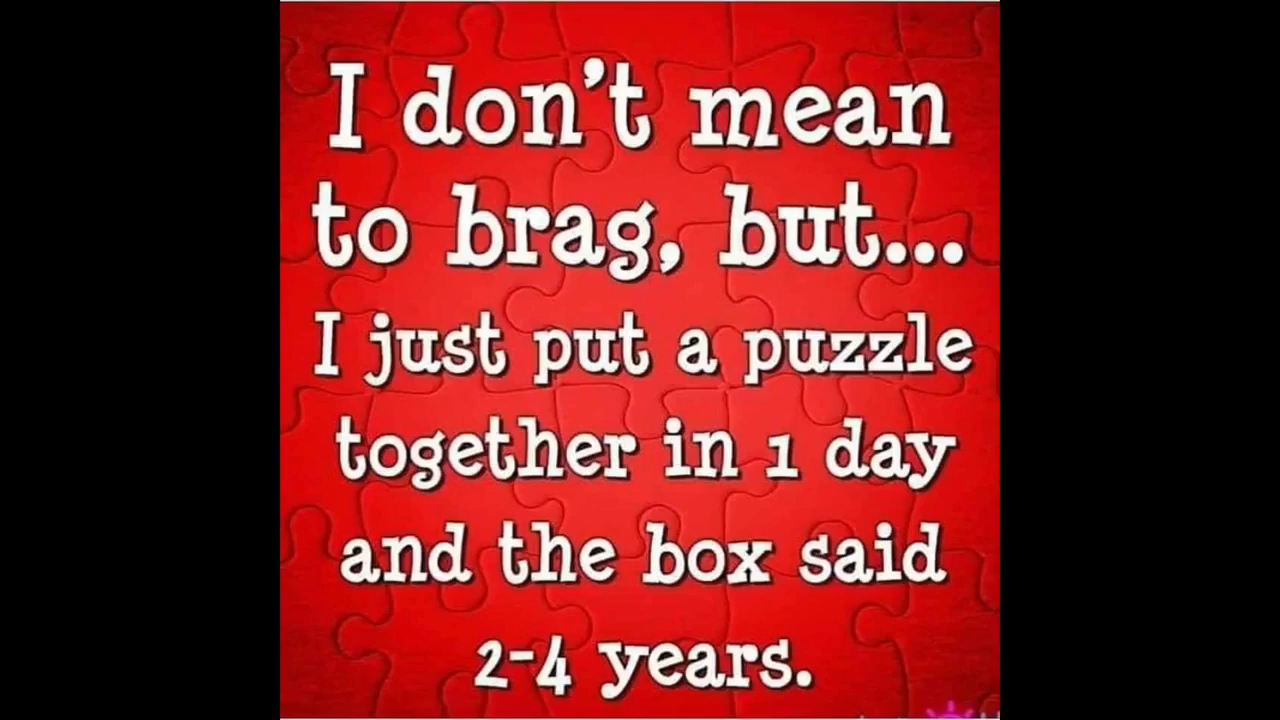 I don't mean
to brag, but...
I just put a puzzle
together in 1 day
and the box said
2-4 years.